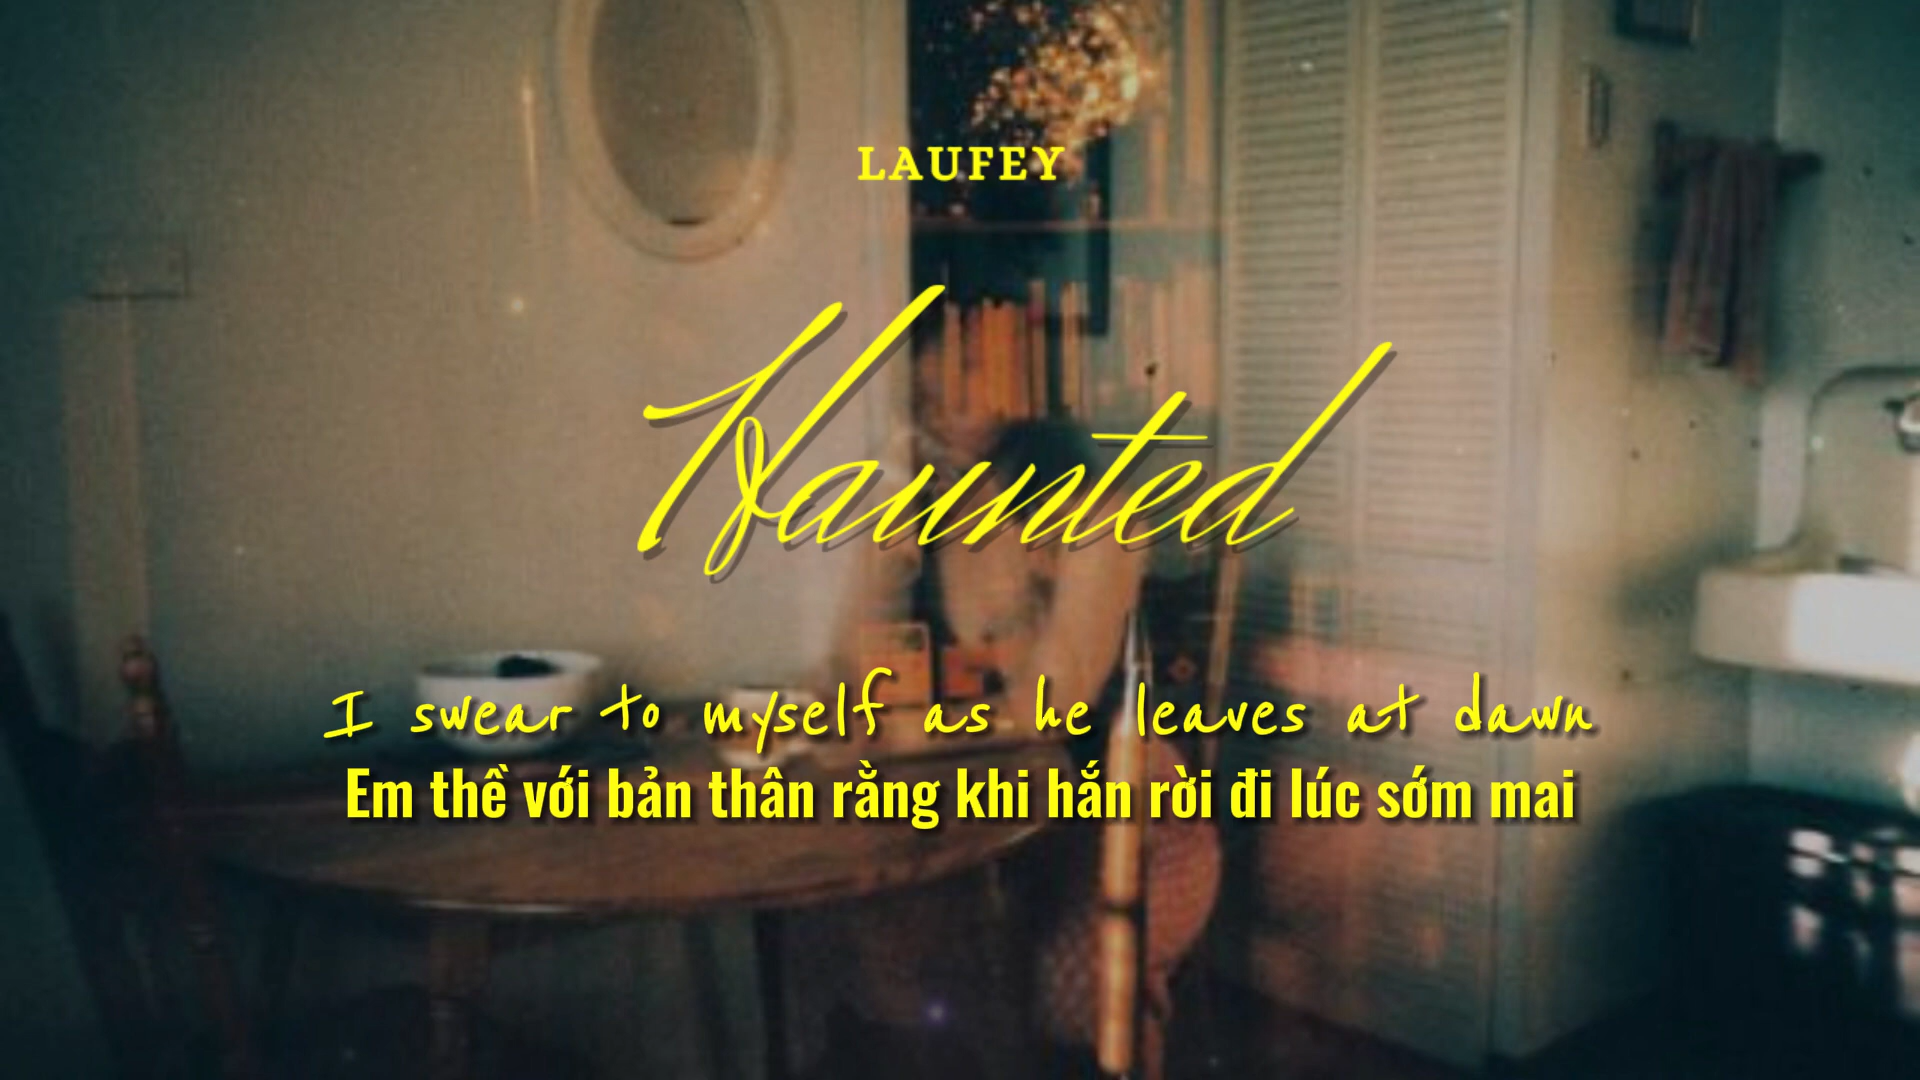 LAUFEY
Haunted
I swear to myself as he leaves at dawn
Em thề với bản thân rằng khi hắn rời đi lúc sớm mai